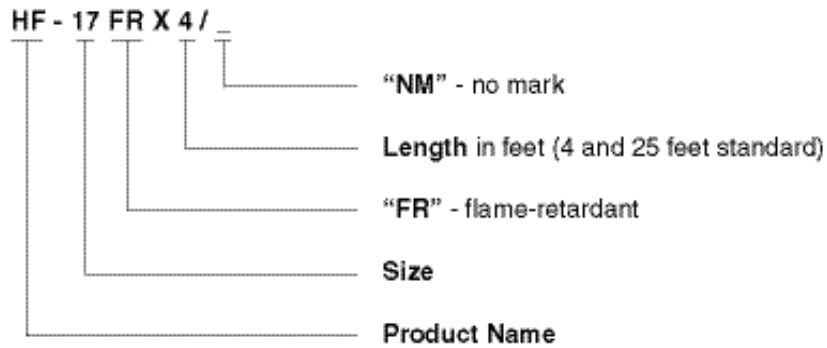 HF - 17 FR X 4 / _
“NM” - no mark
Length in feet (4 and 25 feet standard)
“FR” - flame-retardant
Size
Product Name